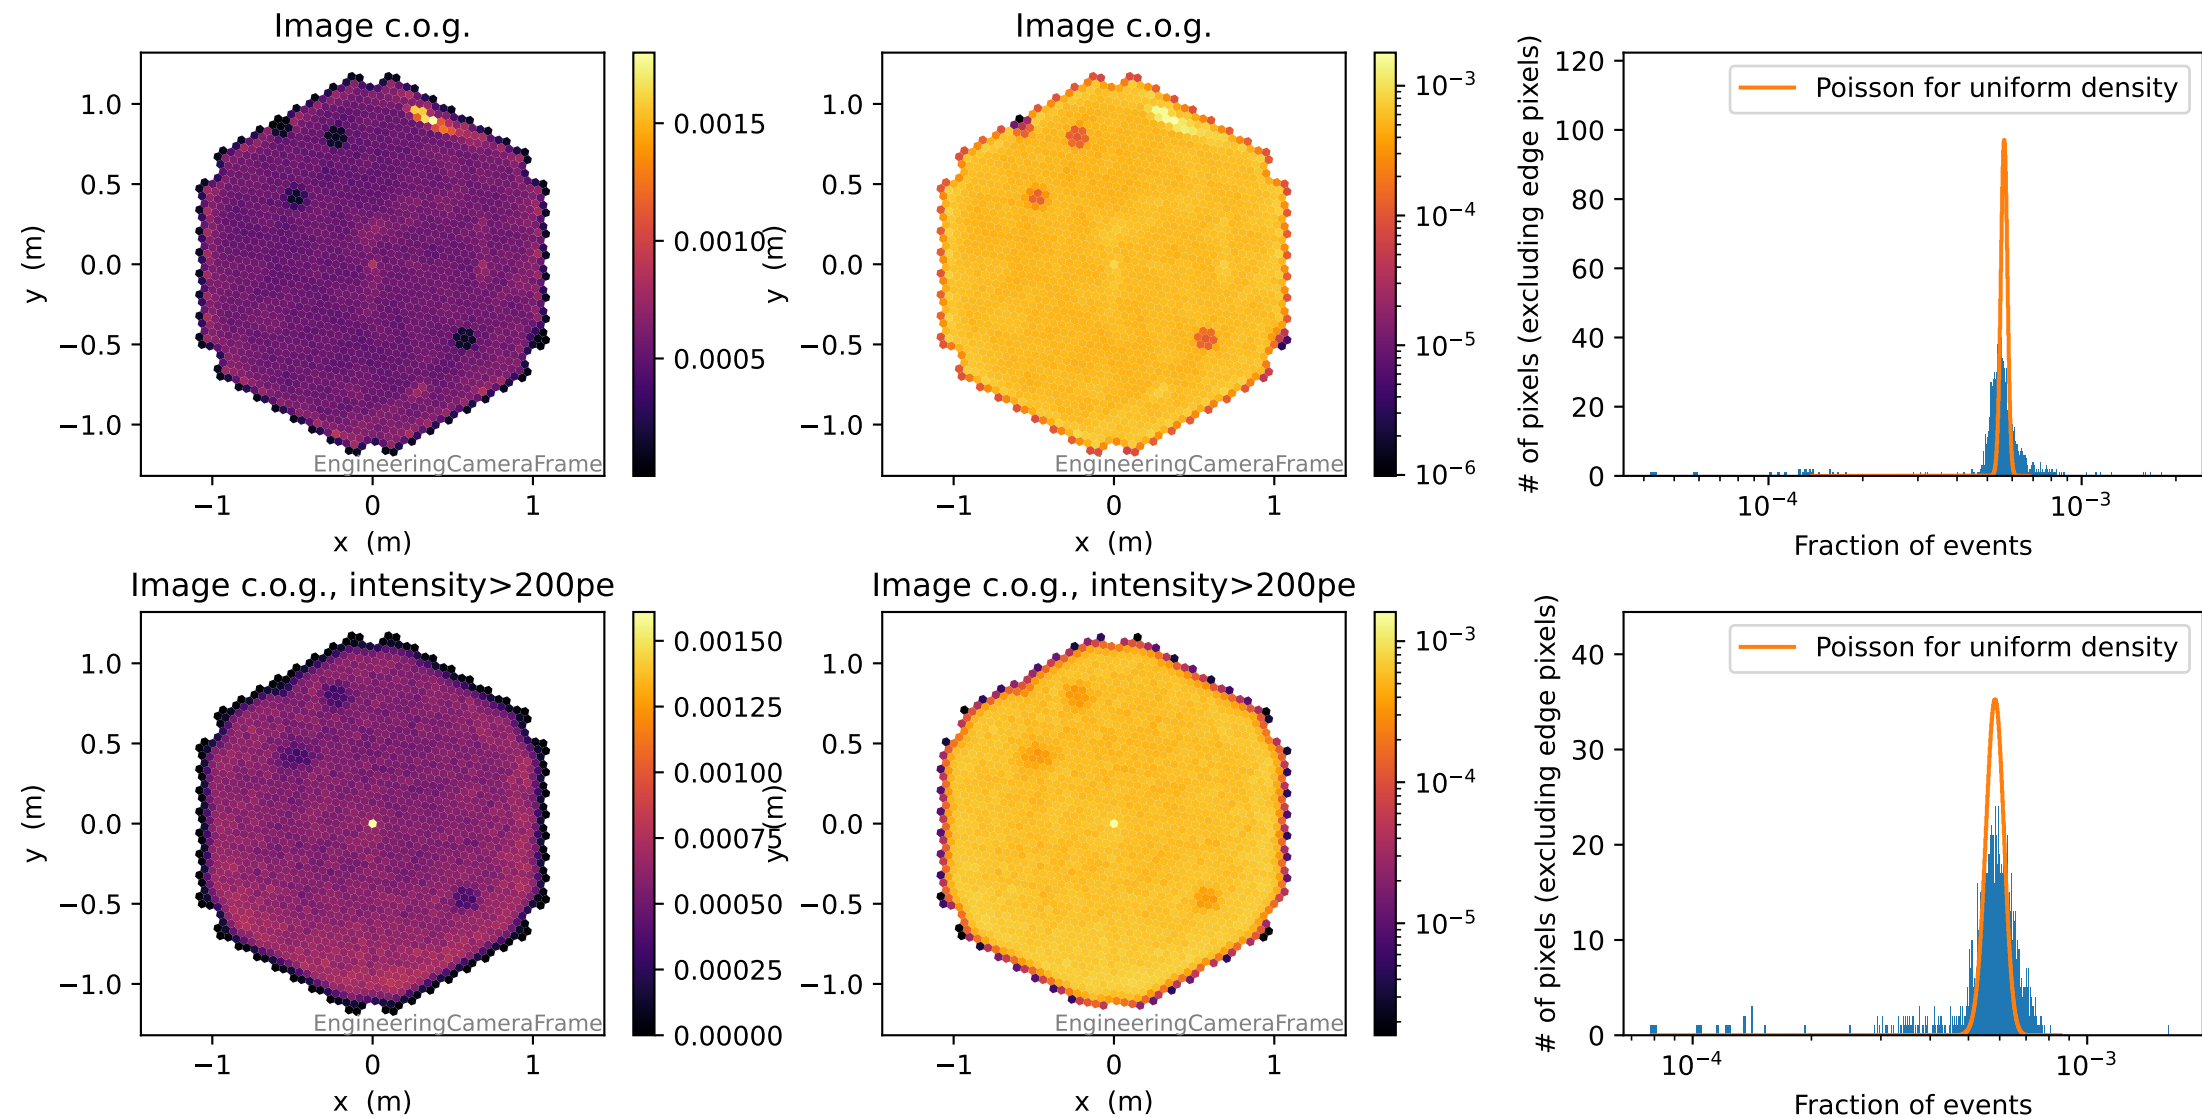 Image c.o.g.
1.0
0.5
0.0
−0.5
−1.0
y (m)
−1
0
1
x (m)
EngineeringCameraFrame
0.0015
0.0010
0.0005
Image c.o.g.
1.0
0.5
0.0
−0.5
−1.0
y (m)
−1
0
1
x (m)
EngineeringCameraFrame
10⁻³
10⁻⁴
10⁻⁵
10⁻⁶
# of pixels (excluding edge pixels)
120
100
80
60
40
20
0
Poisson for uniform density
10⁻⁴
10⁻³
Fraction of events
Image c.o.g., intensity>200pe
1.0
0.5
0.0
−0.5
−1.0
y (m)
−1
0
1
x (m)
EngineeringCameraFrame
0.00150
0.00125
0.00100
0.00075
0.00050
0.00025
0.00000
Image c.o.g., intensity>200pe
1.0
0.5
0.0
−0.5
−1.0
y (m)
−1
0
1
x (m)
EngineeringCameraFrame
10⁻³
10⁻⁴
10⁻⁵
# of pixels (excluding edge pixels)
40
30
20
10
0
Poisson for uniform density
10⁻⁴
10⁻³
Fraction of events